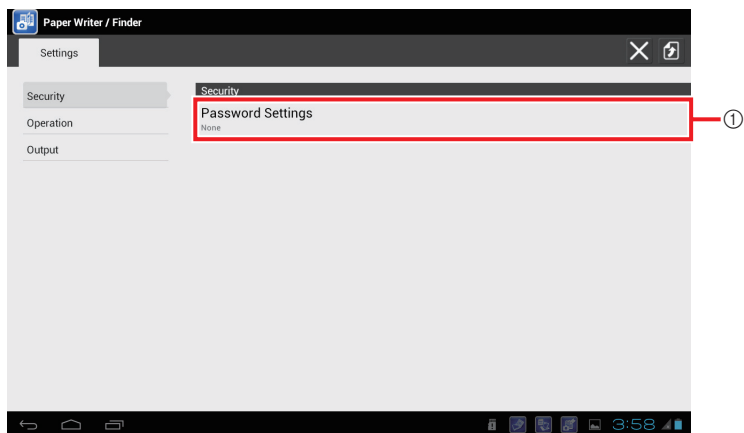 Paper Writer / Finder
Settings
Security
Operation
Output
Security
Password Settings
None
①
3:58